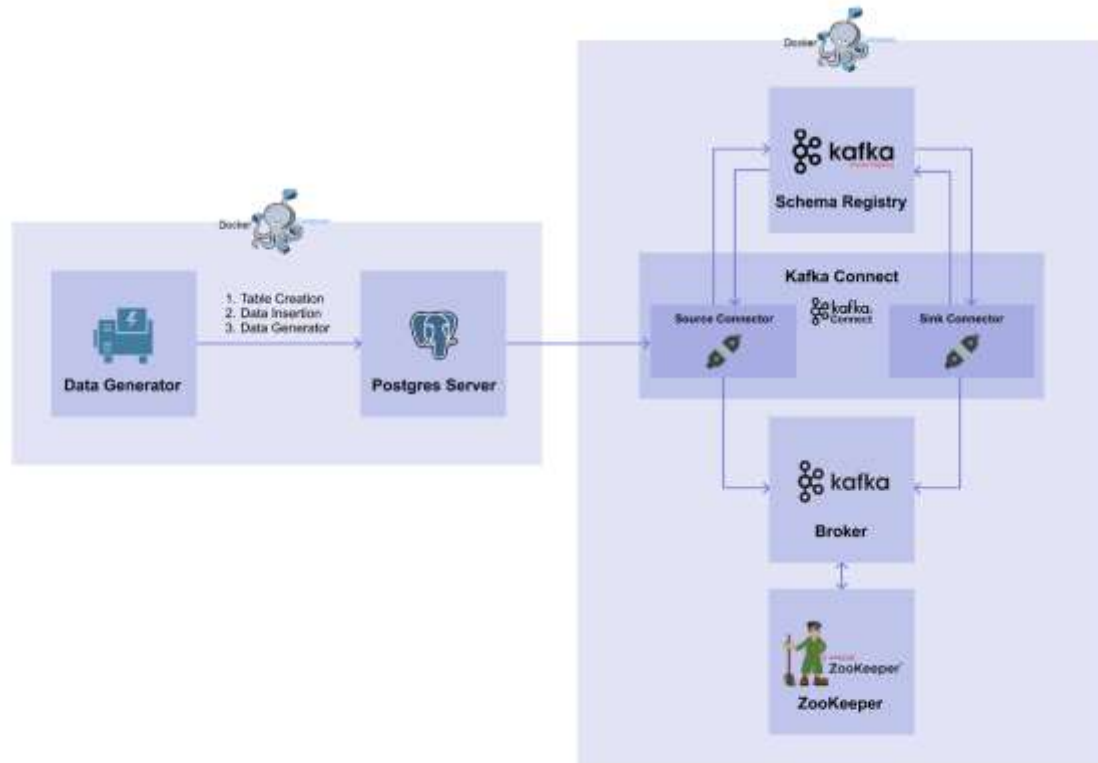 Docker
Docker
kafka
Schema Registry
Kafka Connect
kafka
Connect
Source Connector
Sink Connector
1. Table Creation
2. Data Insertion
3. Data Generator
Data Generator
Postgres Server
kafka
Broker
ZooKeeper
ZooKeeper